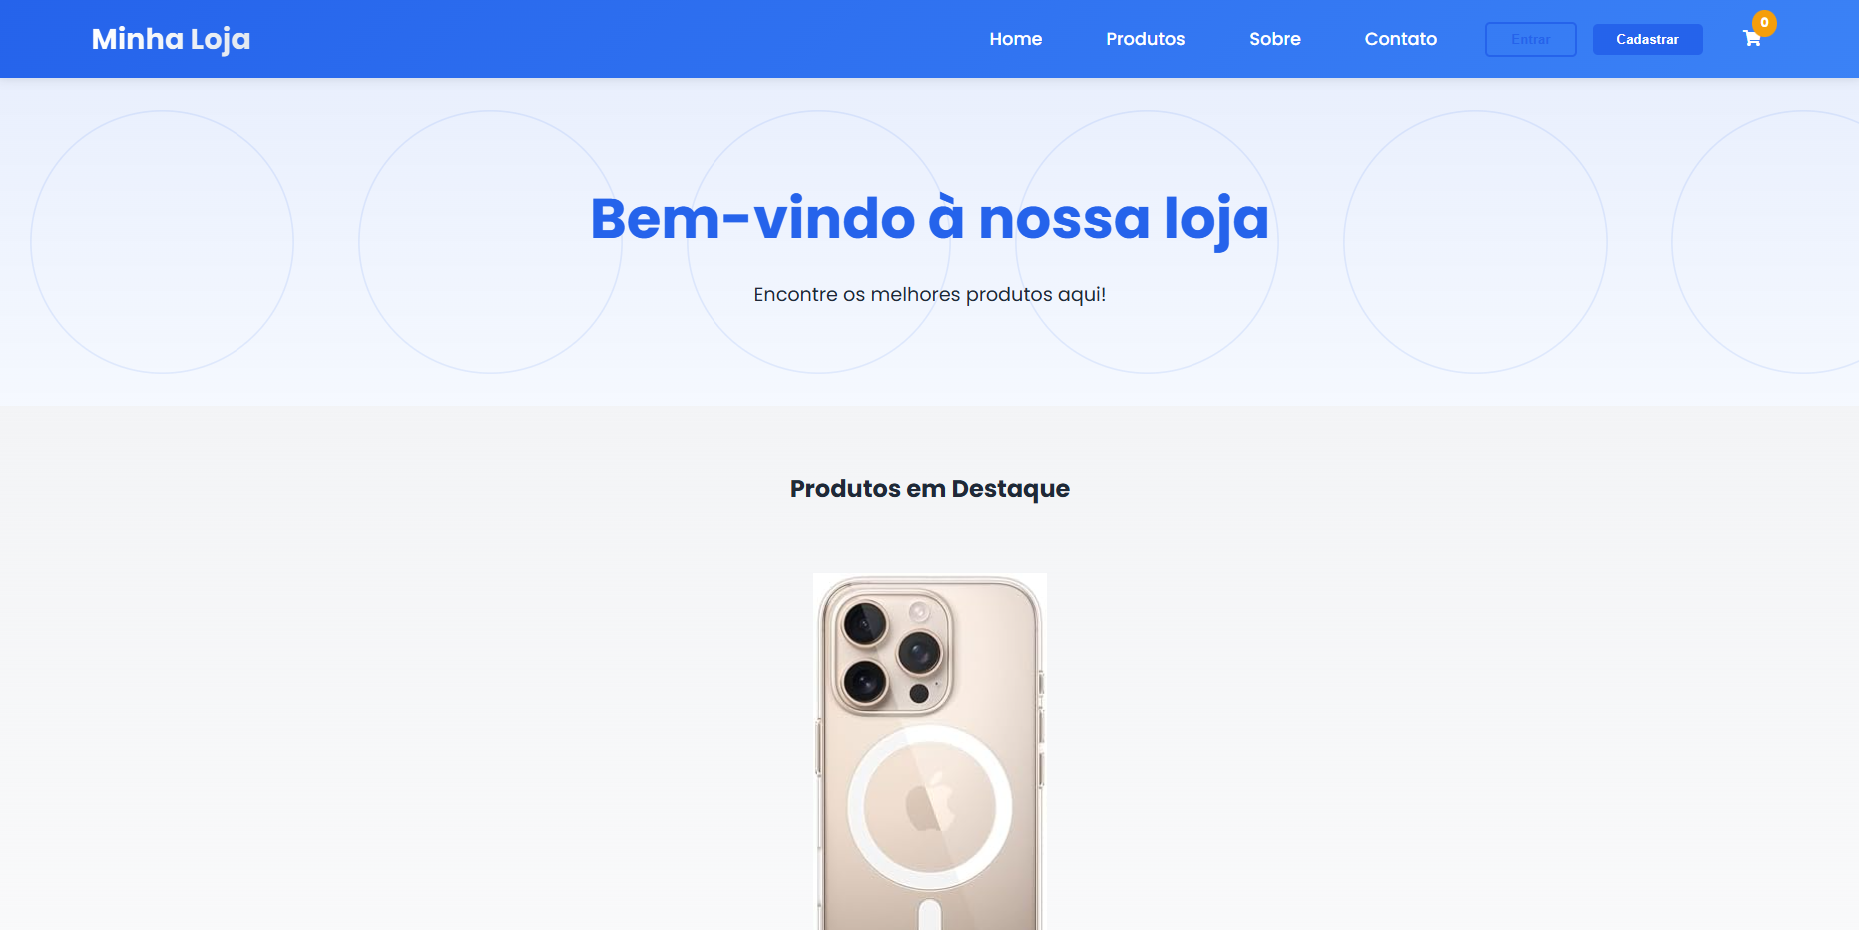 Minha Loja
Home
Produtos
Sobre
Contato
Entrar
Cadastrar
0
Bem-vindo à nossa loja
Encontre os melhores produtos aqui!
Produtos em Destaque